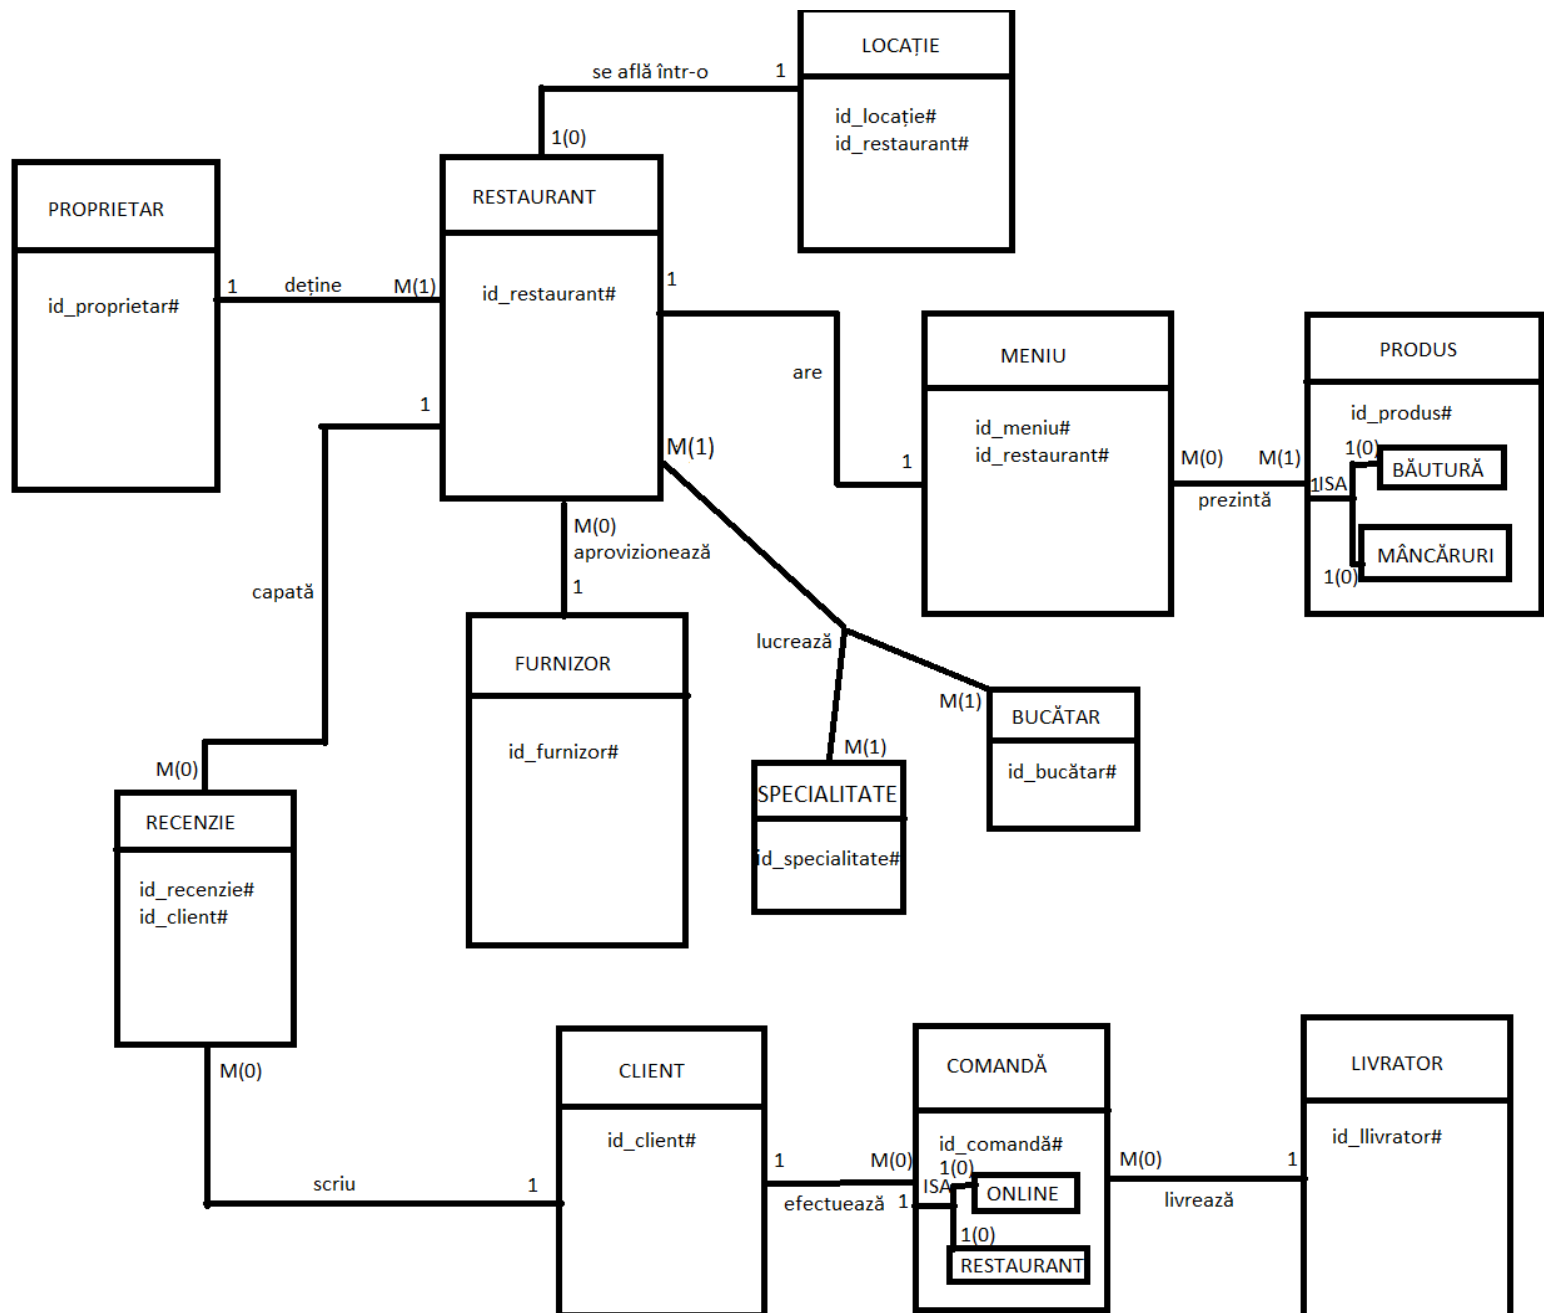 LOCAȚIE
se află într-o
1
id_locație#
id_restaurant#
1(0)
PROPRIETAR
id_proprietar#
1
deține
M(1)
RESTAURANT
id_restaurant#
1
1
M(1)
are
1
MENIU
id_meniu#
id_restaurant#
M(0)
M(1)
prezintă
PRODUS
id_produs#
1(0)
BĂUTURĂ
1
ISA
MÂNCĂRURI
1(0)
capată
M(0)
aprovizionează
1
FURNIZOR
id_furnizor#
lucrează
M(1)
BUCĂTAR
id_bucătar#
M(1)
SPECIALITATE
id_specialitate#
M(0)
RECENZIE
id_recenzie#
id_client#
M(0)
scriu
1
CLIENT
id_client#
1
M(0)
efectuează
COMANDĂ
id_comandă#
1(0)
ISA
1
ONLINE
1(0)
RESTAURANT
M(0)
1
livrează
LIVRATOR
id_llivrator#